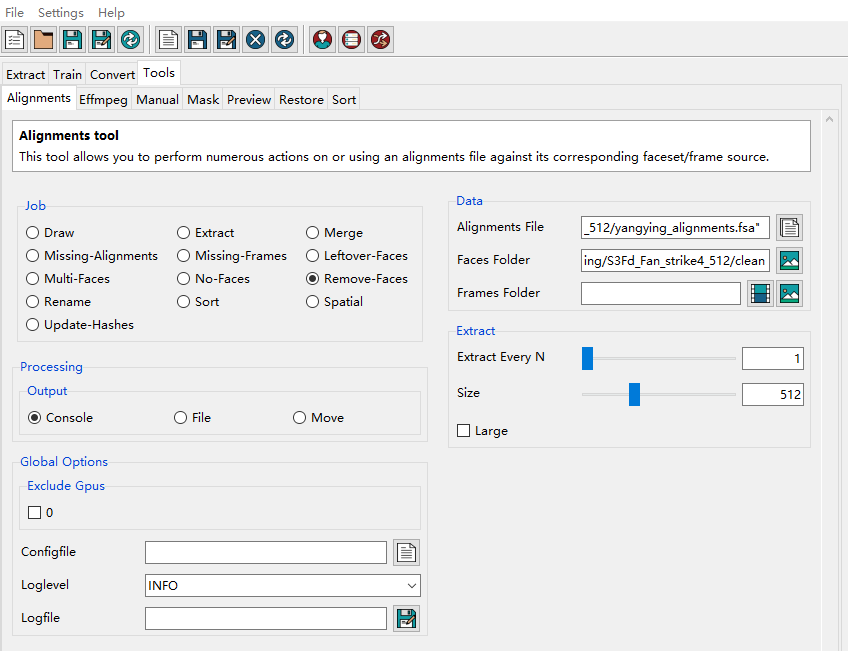 File Settings Help
Extract Train Convert Tools
Alignments Effmpeg Manual Mask Preview Restore Sort
Alignments tool
This tool allows you to perform numerous actions on or using an alignments file against its corresponding faceset/frame source.
Job
Draw Extract Merge
Missing-Alignments Missing-Frames Leftover-Faces
Multi-Faces No-Faces Remove-Faces
Rename Sort Spatial
Update-Hashes
Processing
Output
Console File Move
Global Options
Exclude Gpus
0
Configfile
Loglevel INFO
Logfile
Data
Alignments File _512/yangying_alignments.fsa"
Faces Folder ing/S3Fd_Fan_strike4_512/clean
Frames Folder
Extract
Extract Every N 1
Size 512
Large